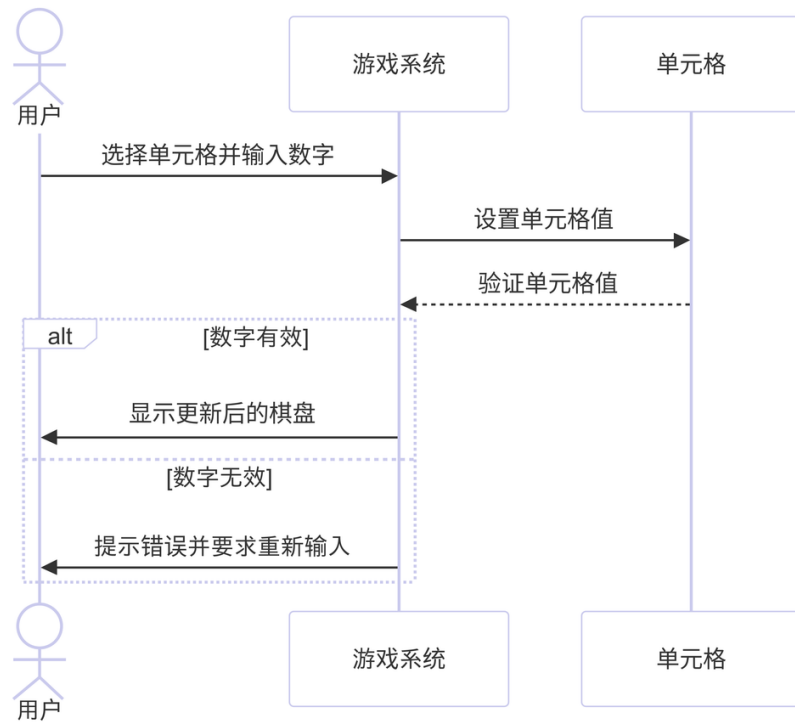 用户
游戏系统
单元格
选择单元格并输入数字
设置单元格值
验证单元格值
alt
[数字有效]
显示更新后的棋盘
[数字无效]
提示错误并要求重新输入
用户
游戏系统
单元格